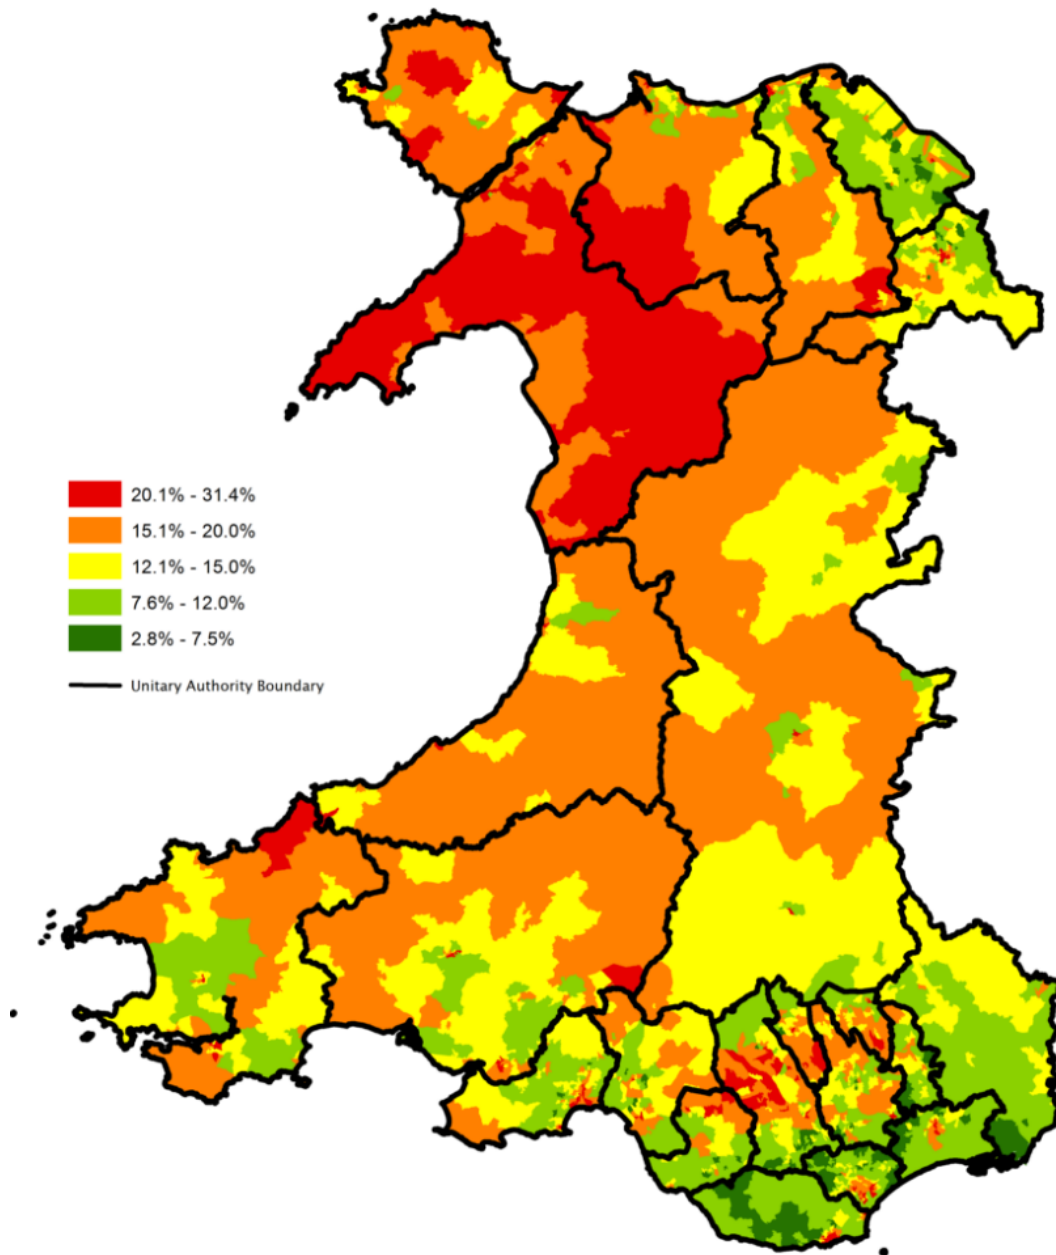 20.1% - 31.4%
15.1% - 20.0%
12.1% - 15.0%
7.6% - 12.0%
2.8% - 7.5%
Unitary Authority Boundary